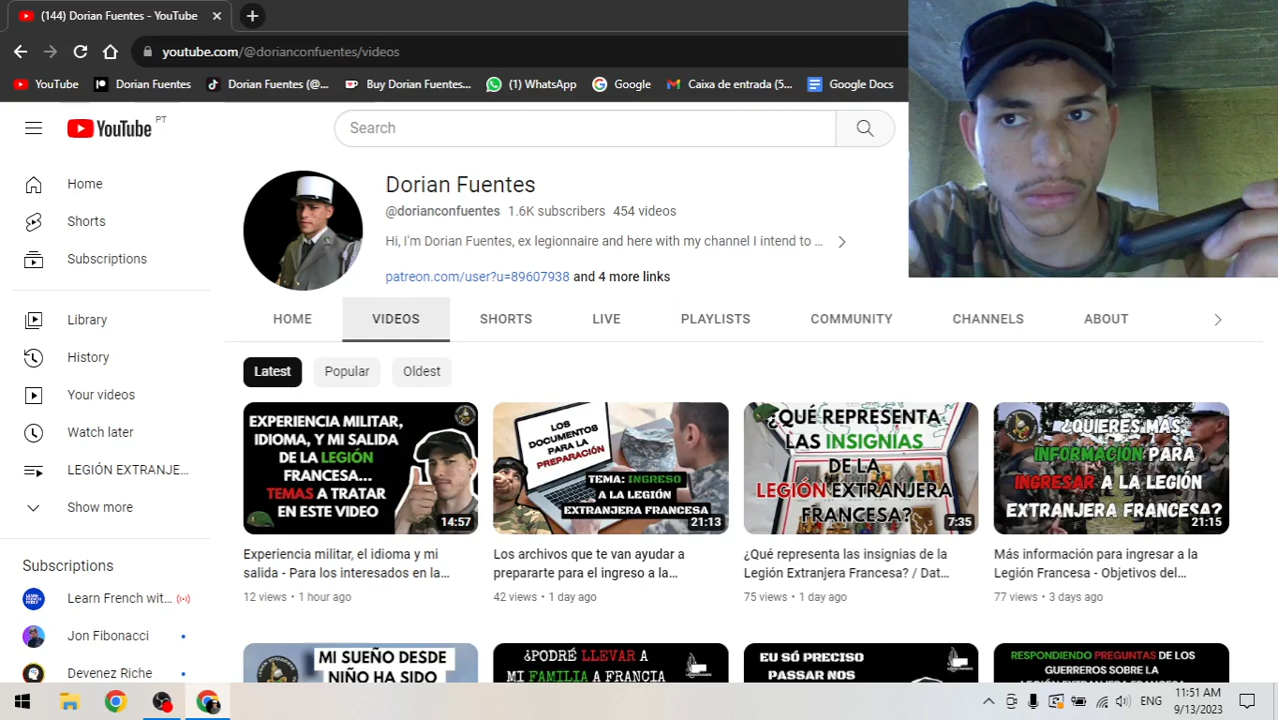 (144) Dorian Fuentes - YouTube
youtube.com/@dorianconfuentes/videos
YouTube Dorian Fuentes Dorian Fuentes (@... Buy Dorian Fuentes... (1) WhatsApp Google Caixa de entrada (5... Google Docs
YouTube PT
Search
Home
Shorts
Subscriptions
Library
History
Your videos
Watch later
LEGIÓN EXTRANJE...
Show more
Subscriptions
Learn French wit...
Jon Fibonacci
Devenez Riche
Dorian Fuentes
@dorianconfuentes 1.6K subscribers 454 videos
Hi, I'm Dorian Fuentes, ex legionnaire and here with my channel I intend to ...
patreon.com/user?u=89607938 and 4 more links
HOME VIDEOS SHORTS LIVE PLAYLISTS COMMUNITY CHANNELS ABOUT
Latest Popular Oldest
EXPERIENCIA MILITAR,
IDIOMA, Y MI SALIDA
DE LA LEGIÓN
FRANCESA...
TEMAS A TRATAR
EN ESTE VIDEO
14:57
Experiencia militar, el idioma y mi
salida - Para los interesados en la...
12 views • 1 hour ago
LOS
DOCUMENTOS
PARA LA
PREPARACIÓN
TEMA: INGRESO
A LA LEGIÓN
EXTRANJERA FRANCESA
21:13
Los archivos que te van ayudar a
prepararte para el ingreso a la...
42 views • 1 day ago
¿QUÉ REPRESENTA
LAS INSIGNIAS
DE LA
LEGIÓN EXTRANJERA
FRANCESA?
7:35
¿Qué representa las insignias de la
Legión Extranjera Francesa? / Dat...
75 views • 1 day ago
¿QUIERES MÁS
INFORMACIÓN PARA
INGRESAR A LA LEGIÓN
EXTRANJERA FRANCESA?
21:15
Más información para ingresar a la
Legión Francesa - Objetivos del...
77 views • 3 days ago
MI SUEÑO DESDE
NIÑO HA SIDO
¿PODRÉ LLEVAR A
MI FAMILIA A FRANCIA
EU SÓ PRECISO
PASSAR NOS
RESPONDIENDO PREGUNTAS DE LOS
GUERREROS SOBRE LA
ENG
11:51 AM
9/13/2023